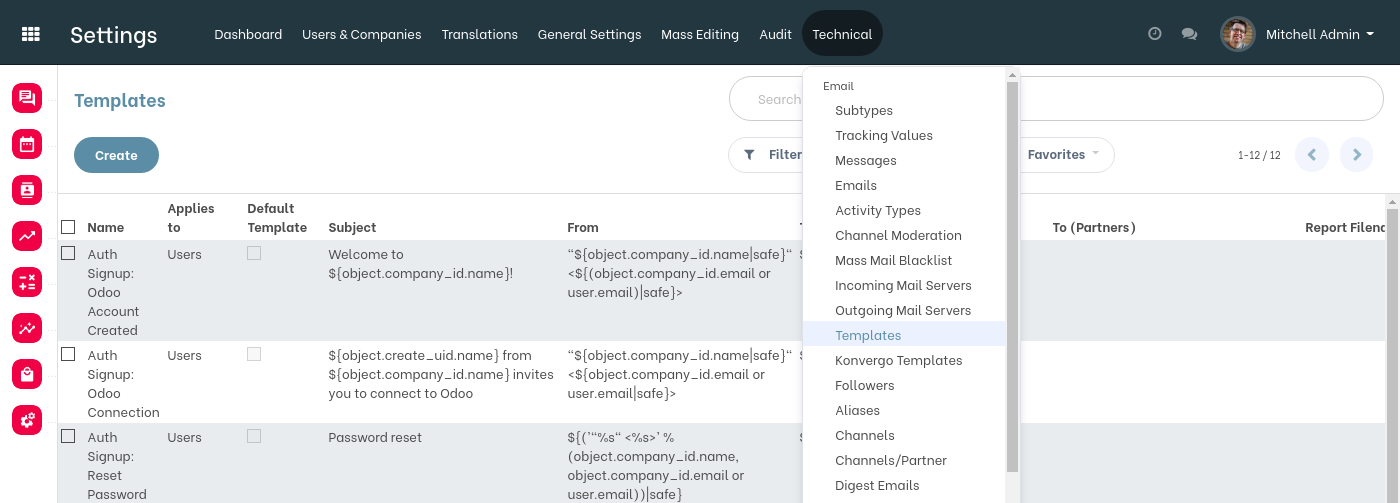 Settings
Dashboard
Users & Companies
Translations
General Settings
Mass Editing
Audit
Technical
Mitchell Admin
Templates
Search
Create
Filter
Favorites
1-12 / 12
Email
Subtypes
Tracking Values
Messages
Emails
Activity Types
Channel Moderation
Mass Mail Blacklist
Incoming Mail Servers
Outgoing Mail Servers
Templates
Konvergo Templates
Followers
Aliases
Channels
Channels/Partner
Digest Emails
Name
Applies
to
Default
Template
Subject
From
To (Partners)
Report Filena
Auth
Signup:
Odoo
Account
Created
Users
Welcome to
${object.company_id.name}!
"${object.company_id.name|safe}"
<${(object.company_id.email or
user.email)|safe}>
Auth
Signup:
Odoo
Connection
Users
${object.create_uid.name} from
${object.company_id.name} invites
you to connect to Odoo
"${object.company_id.name|safe}"
<${object.company_id.email or
user.email|safe}>
Auth
Signup:
Reset
Password
Users
Password reset
${('"%s" <%s>' %
(object.company_id.name,
object.company_id.email or
user.email))|safe}